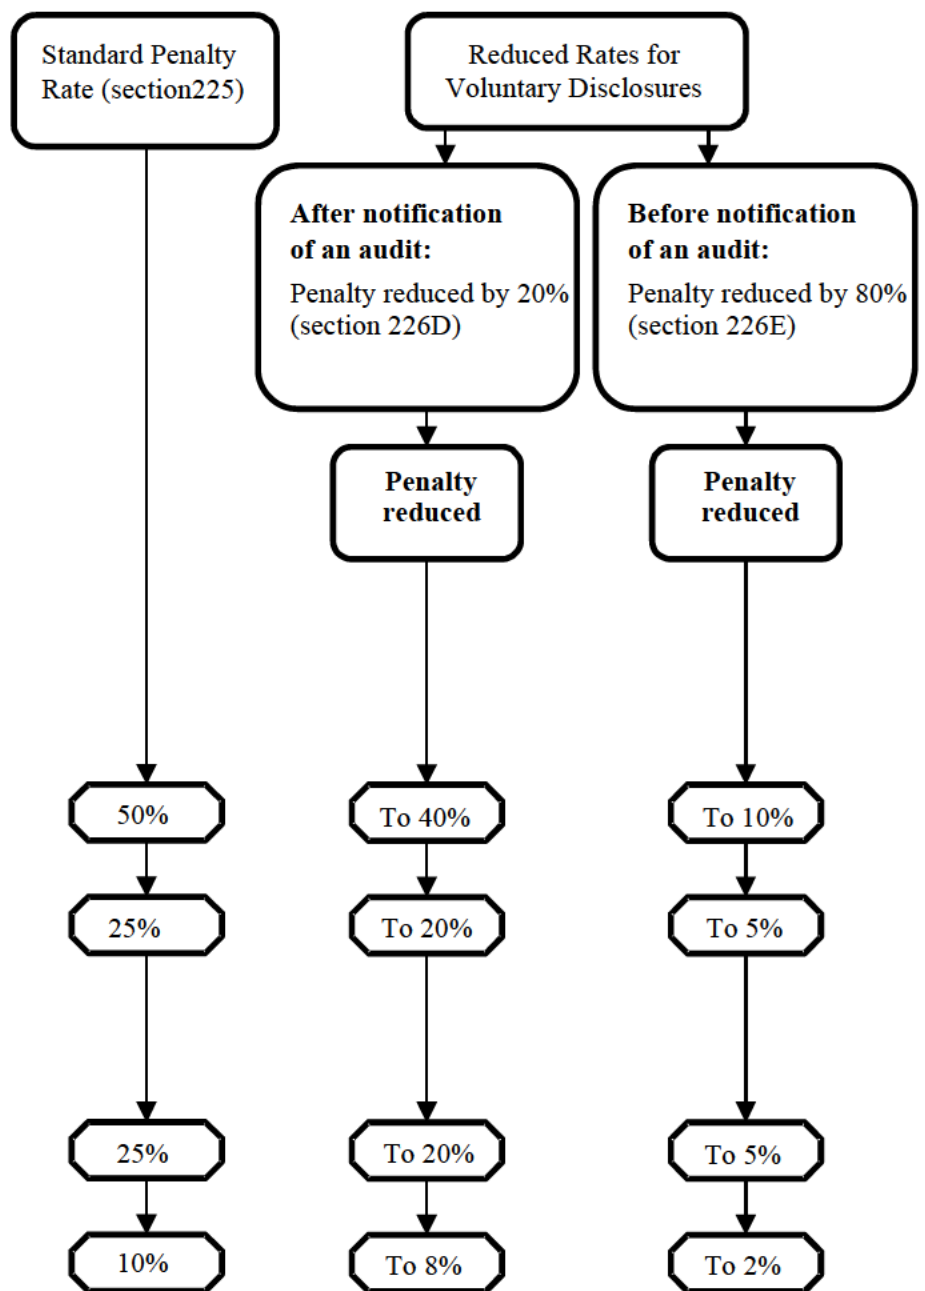 Standard Penalty
Rate (section225)
Reduced Rates for
Voluntary Disclosures
After notification
of an audit:
Penalty reduced by 20%
(section 226D)
Before notification
of an audit:
Penalty reduced by 80%
(section 226E)
Penalty
reduced
Penalty
reduced
50%
To 40%
To 10%
25%
To 20%
To 5%
25%
To 20%
To 5%
10%
To 8%
To 2%